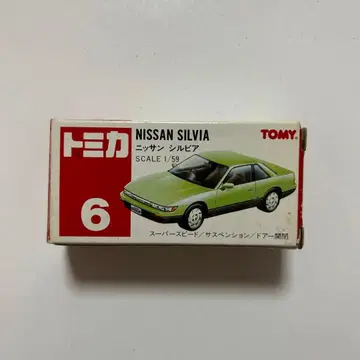 トミカ
6
NISSAN SILVIA
ニッサン シルビア
SCALE 1/59
TOMY
スーパースピード/サスペンション/ドアー開閉